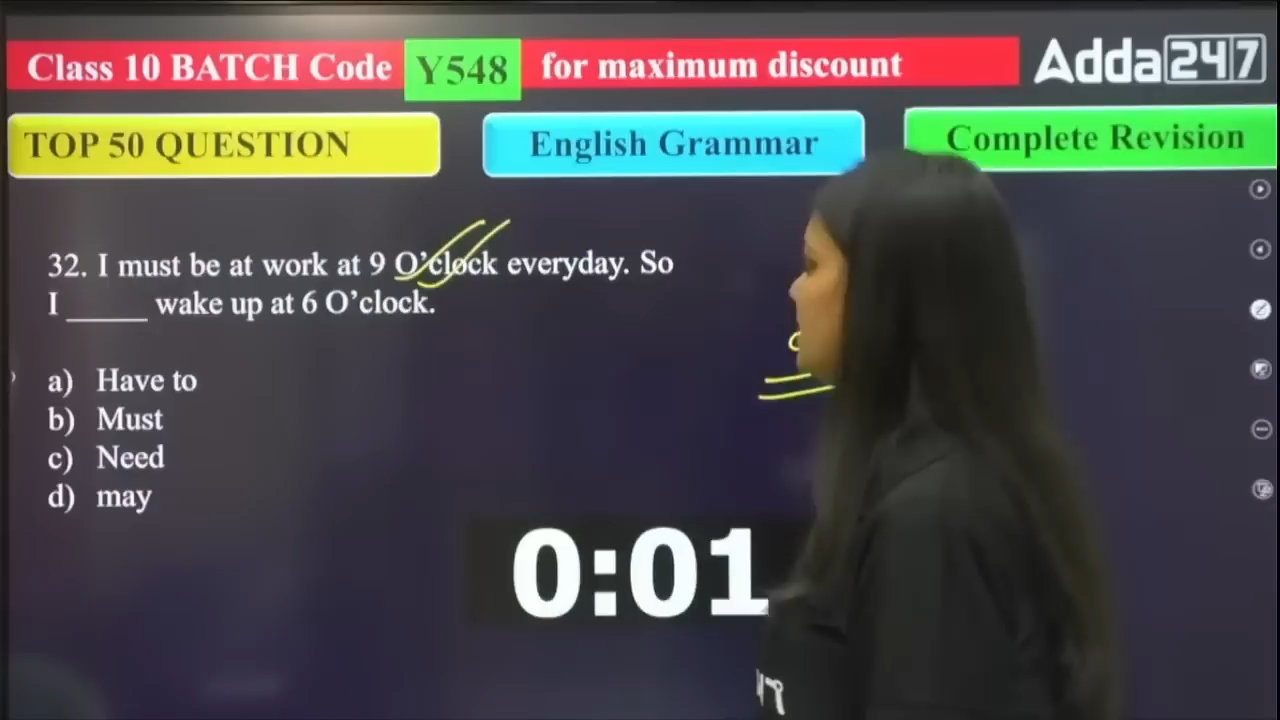 Class 10 BATCH Code Y548 for maximum discount
Adda247
TOP 50 QUESTION
English Grammar
Complete Revision
32. I must be at work at 9 O’clock everyday. So
I _____ wake up at 6 O’clock.
a) Have to
b) Must
c) Need
d) may
0:01